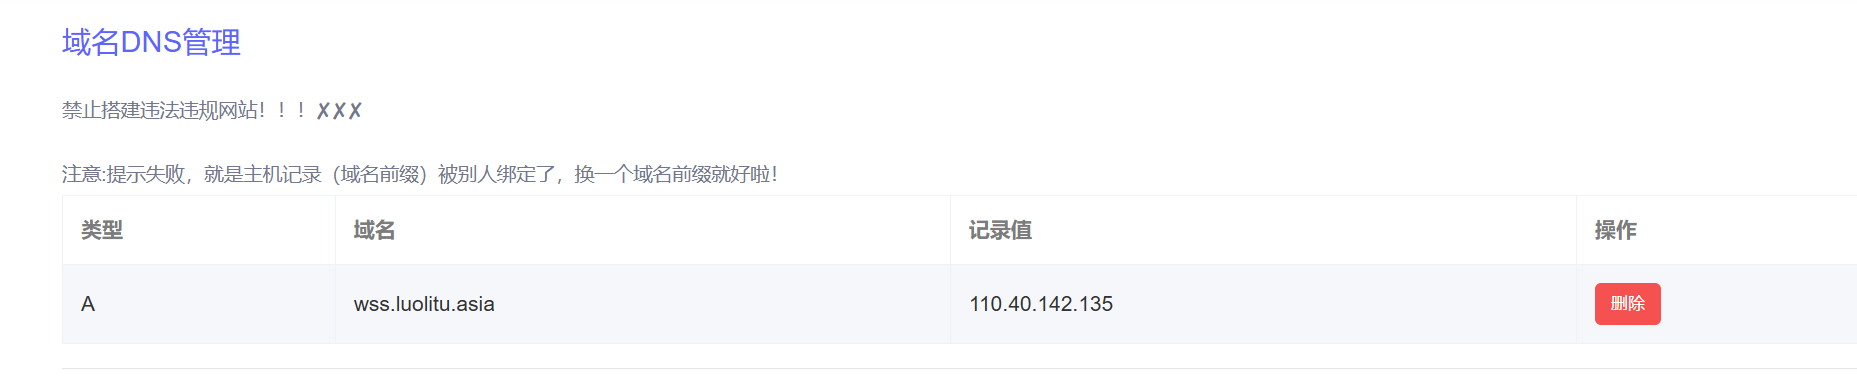 域名DNS管理
禁止搭建违法违规网站！！！✗✗✗
注意:提示失败，就是主机记录（域名前缀）被别人绑定了，换一个域名前缀就好啦！
类型 域名 记录值 操作
A wss.luolitu.asia 110.40.142.135 删除